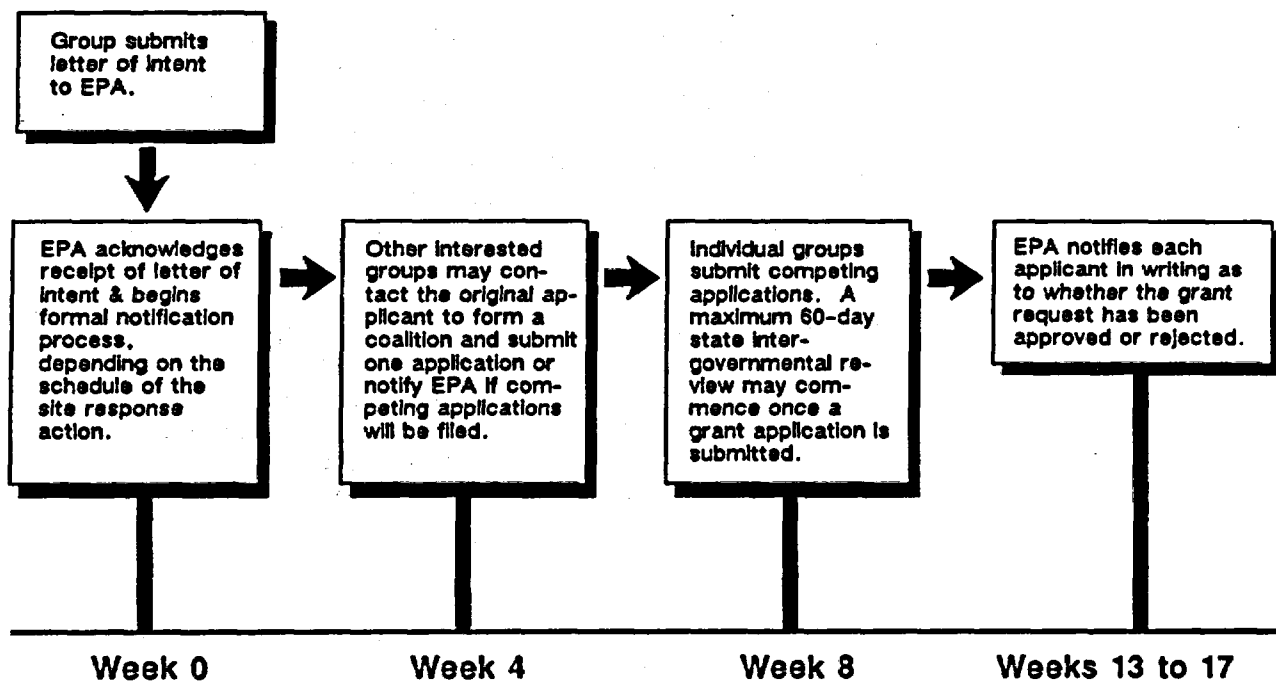 Group submits
letter of intent
to EPA.
EPA acknowledges
receipt of letter of
intent & begins
formal notification
process,
depending on the
schedule of the
site response
action.
Other interested
groups may con-
tact the original ap-
plicant to form a
coalition and submit
one application or
notify EPA if com-
peting applications
will be filed.
Individual groups
submit competing
applications. A
maximum 60-day
state inter-
governmental re-
view may com-
mence once a
grant application is
submitted.
EPA notifies each
applicant in writing as
to whether the grant
request has been
approved or rejected.
Week 0
Week 4
Week 8
Weeks 13 to 17